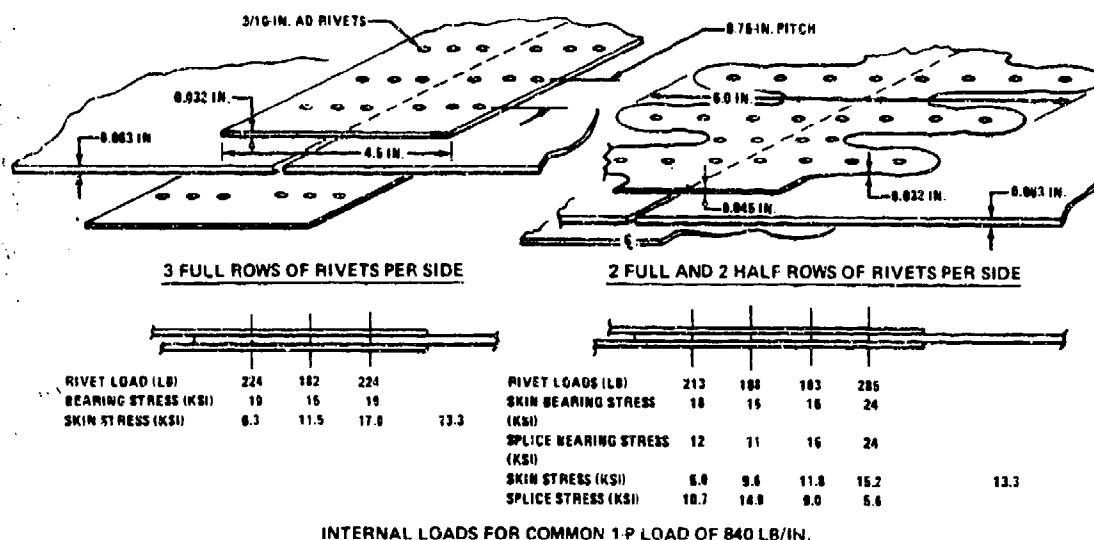 3/16-IN. AD RIVETS
0.75-IN. PITCH
0.032 IN.
6.0 IN.
0.063 IN.
4.5 IN.
0.032 IN.
0.063 IN.
0.045 IN.
3 FULL ROWS OF RIVETS PER SIDE
2 FULL AND 2 HALF ROWS OF RIVETS PER SIDE
RIVET LOAD (LB) 224 182 224
BEARING STRESS (KSI) 19 15 19
SKIN STRESS (KSI) 6.3 11.5 17.0 13.3
RIVET LOADS (LB) 213 188 183 285
SKIN BEARING STRESS 18 15 16 24
(KSI)
SPLICE BEARING STRESS 12 11 16 24
(KSI)
SKIN STRESS (KSI) 9.6 11.8 15.2 13.3
SPLICE STRESS (KSI) 10.7 14.9 9.0 5.6
INTERNAL LOADS FOR COMMON 1-P LOAD OF 840 LB/IN.